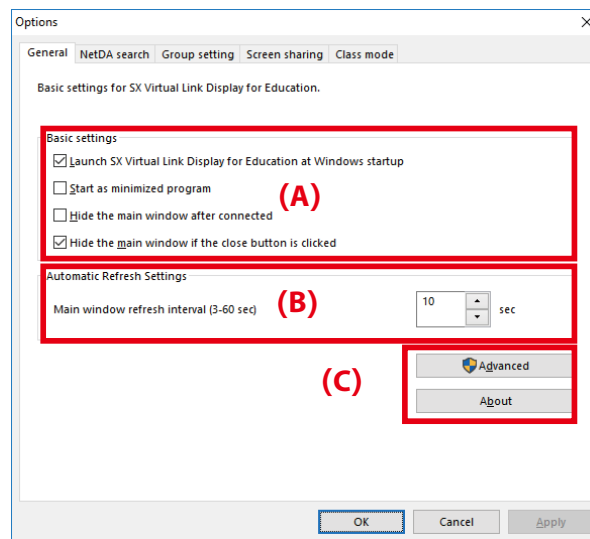 Options
General NetDA search Group setting Screen sharing Class mode
Basic settings for SX Virtual Link Display for Education.
Basic settings
Launch SX Virtual Link Display for Education at Windows startup
Start as minimized program
(A)
Hide the main window after connected
Hide the main window if the close button is clicked
Automatic Refresh Settings
Main window refresh interval (3-60 sec) (B) 10 sec
Advanced
(C)
About
OK Cancel Apply